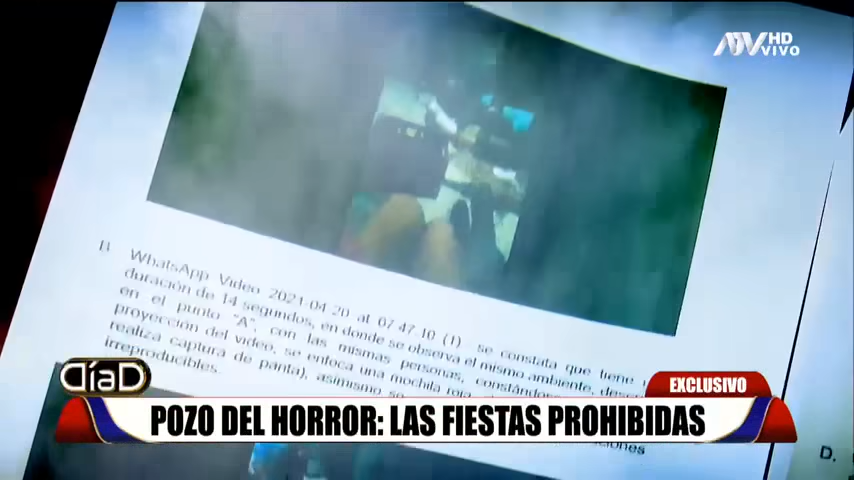 ATV HD
VIVO
B WhatsApp Video 2021-04-20 at 07.47.10 (1) se constata que tiene
duración de 14 segundos, en donde se observa el mismo ambiente,
en el punto "A", con las mismas personas,
proyección del video, se enfoca una mochila roja
realiza captura de panta), asimismo se
irreproducibles.
D.
DíaD
EXCLUSIVO
POZO DEL HORROR: LAS FIESTAS PROHIBIDAS